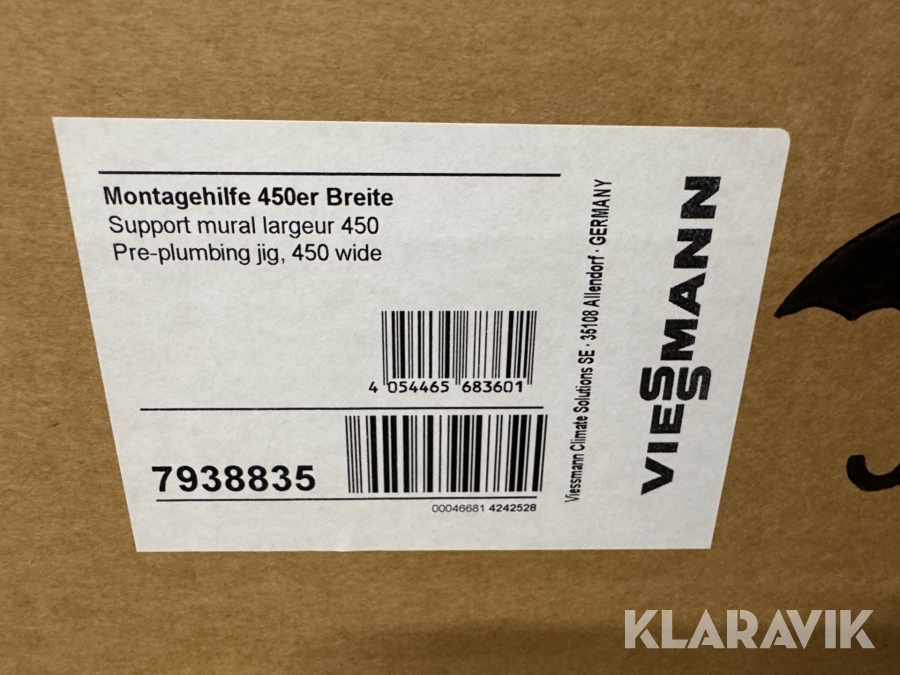 Montagehilfe 450er Breite
Support mural largeur 450
Pre-plumbing jig, 450 wide
4 054465 683601
7938835
00046681 4242528
Viessmann Climate Solutions SE · 35108 Allendorf · GERMANY
VIESSMANN
KLARAVIK